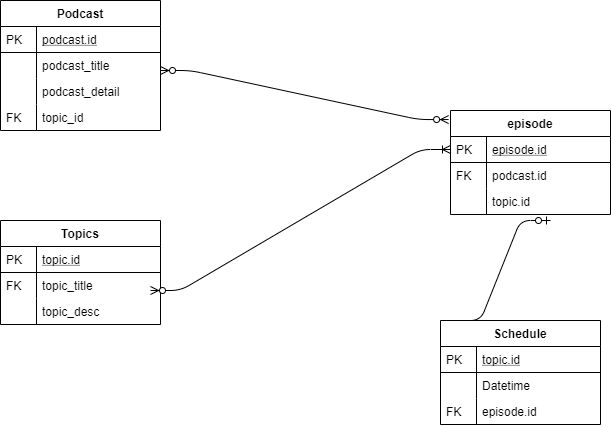 Podcast
PK podcast.id
podcast_title
podcast_detail
FK topic_id
episode
PK episode.id
FK podcast.id
topic.id
Topics
PK topic.id
FK topic_title
topic_desc
Schedule
PK topic.id
Datetime
FK episode.id